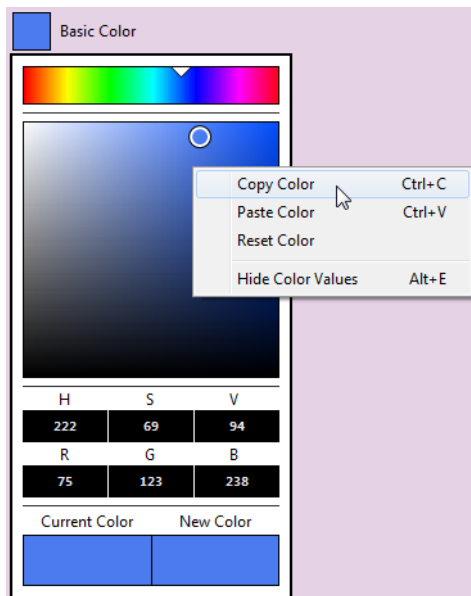 Basic Color
Copy Color Ctrl+C
Paste Color Ctrl+V
Reset Color
Hide Color Values Alt+E
H S V
222 69 94
R G B
75 123 238
Current Color New Color